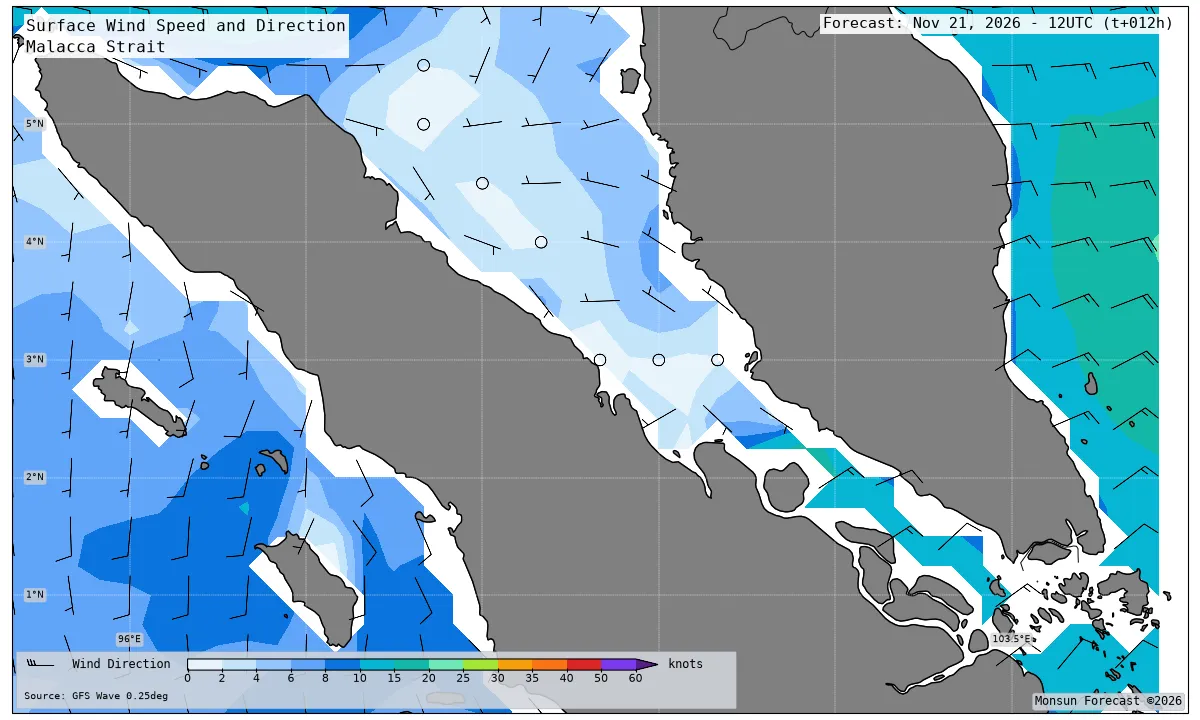 Surface Wind Speed and Direction
Malacca Strait
Forecast: Nov 21, 2026 - 12UTC (t+012h)
5°N
4°N
3°N
2°N
1°N
96°E
103.5°E
Wind Direction
knots
0 2 4 6 8 10 15 20 25 30 35 40 50 60
Source: GFS Wave 0.25deg
Monsun Forecast ©2026